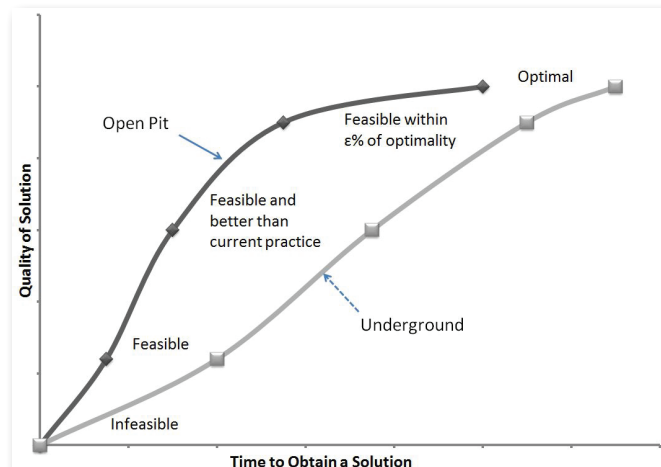 Optimal
Feasible within
ε% of optimality
Open Pit
Feasible and
better than
current practice
Quality of Solution
Underground
Feasible
Infeasible
Time to Obtain a Solution